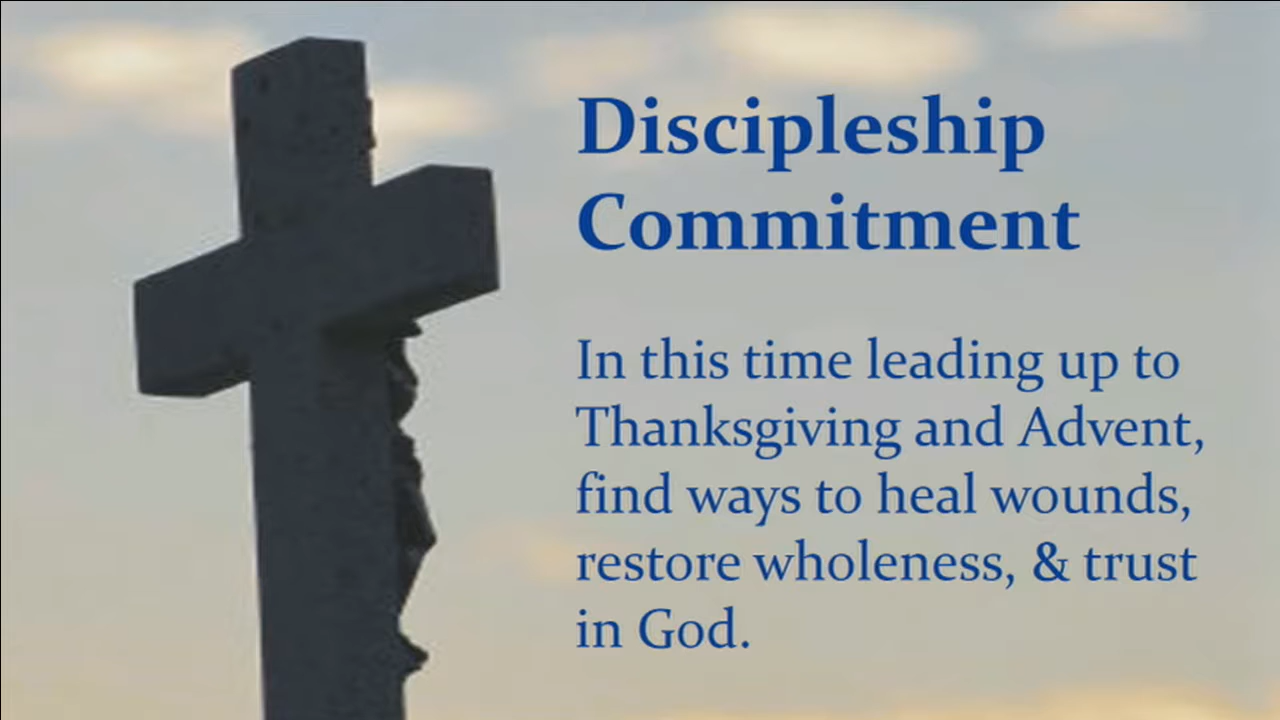 Discipleship
Commitment
In this time leading up to
Thanksgiving and Advent,
find ways to heal wounds,
restore wholeness, & trust
in God.